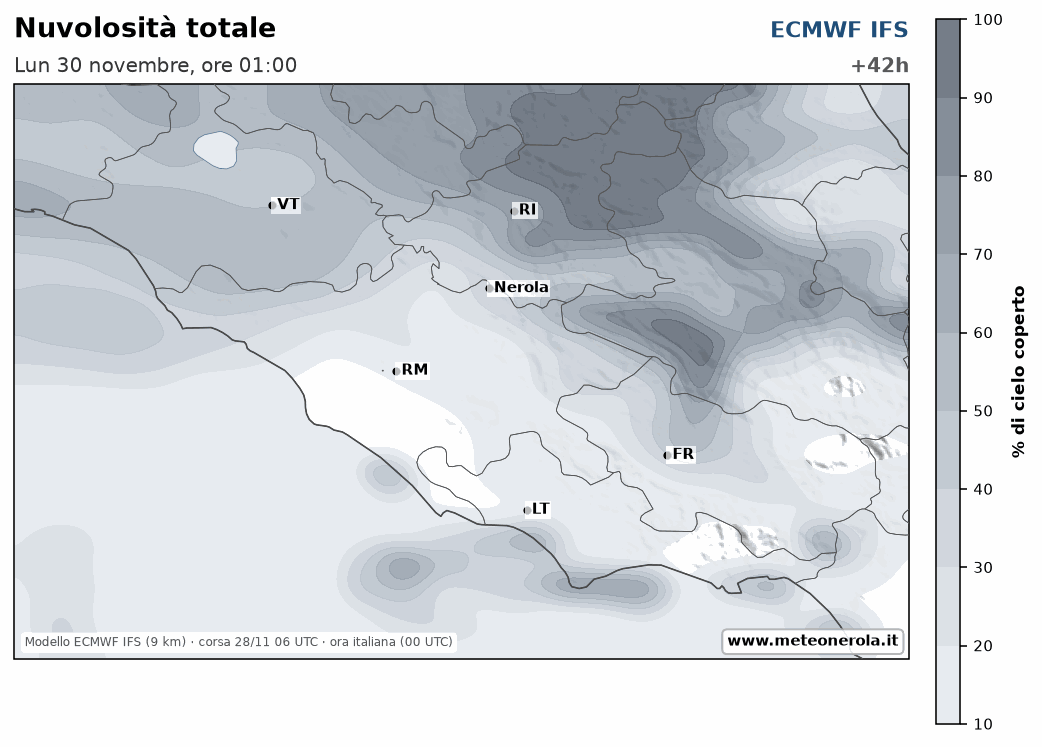 Nuvolosità totale
ECMWF IFS
Lun 30 novembre, ore 01:00
+42h
100
90
80
70
60
50
40
30
20
10
% di cielo coperto
VT
RI
Nerola
RM
FR
LT
Modello ECMWF IFS (9 km) · corsa 28/11 06 UTC · ora italiana (00 UTC)
www.meteonerola.it